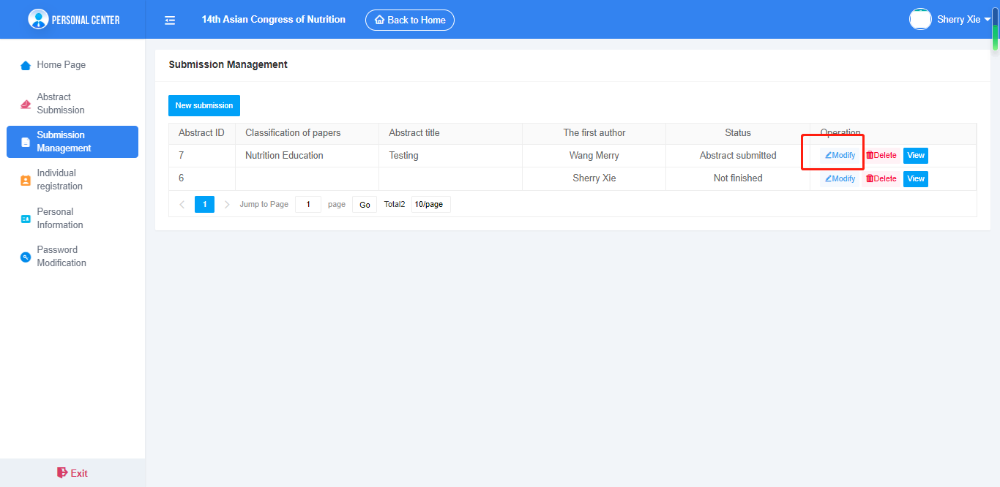 PERSONAL CENTER
14th Asian Congress of Nutrition
Back to Home
Sherry Xie
Home Page
Abstract
Submission
Submission
Management
Individual
registration
Personal
Information
Password
Modification
Exit
Submission Management
New submission
Abstract ID Classification of papers Abstract title The first author Status Operation
7 Nutrition Education Testing Wang Merry Abstract submitted Modify Delete View
6 Sherry Xie Not finished Modify Delete View
1 Jump to Page 1 page Go Total2 10/page